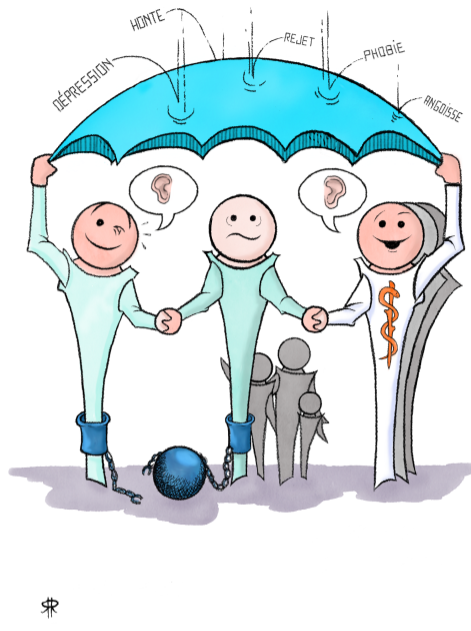 HONTE
REJET
PHOBIE
DÉPRESSION
ANGOISSE